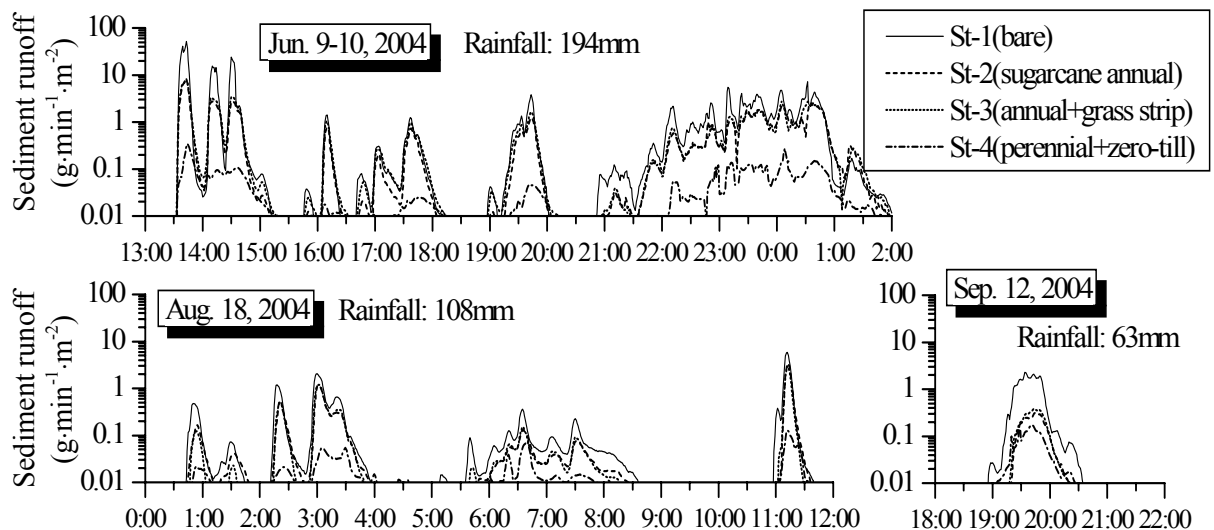 Sediment runoff
(g·min⁻¹·m⁻²)
100
10
1
0.1
0.01
Jun. 9-10, 2004
Rainfall: 194mm
St-1(bare)
St-2(sugarcane annual)
St-3(annual+grass strip)
St-4(perennial+zero-till)
13:00 14:00 15:00 16:00 17:00 18:00 19:00 20:00 21:00 22:00 23:00 0:00 1:00 2:00
Sediment runoff
(g·min⁻¹·m⁻²)
100
10
1
0.1
0.01
Aug. 18, 2004
Rainfall: 108mm
0:00 1:00 2:00 3:00 4:00 5:00 6:00 7:00 8:00 9:00 10:00 11:00 12:00
100
10
1
0.1
0.01
Sep. 12, 2004
Rainfall: 63mm
18:00 19:00 20:00 21:00 22:00